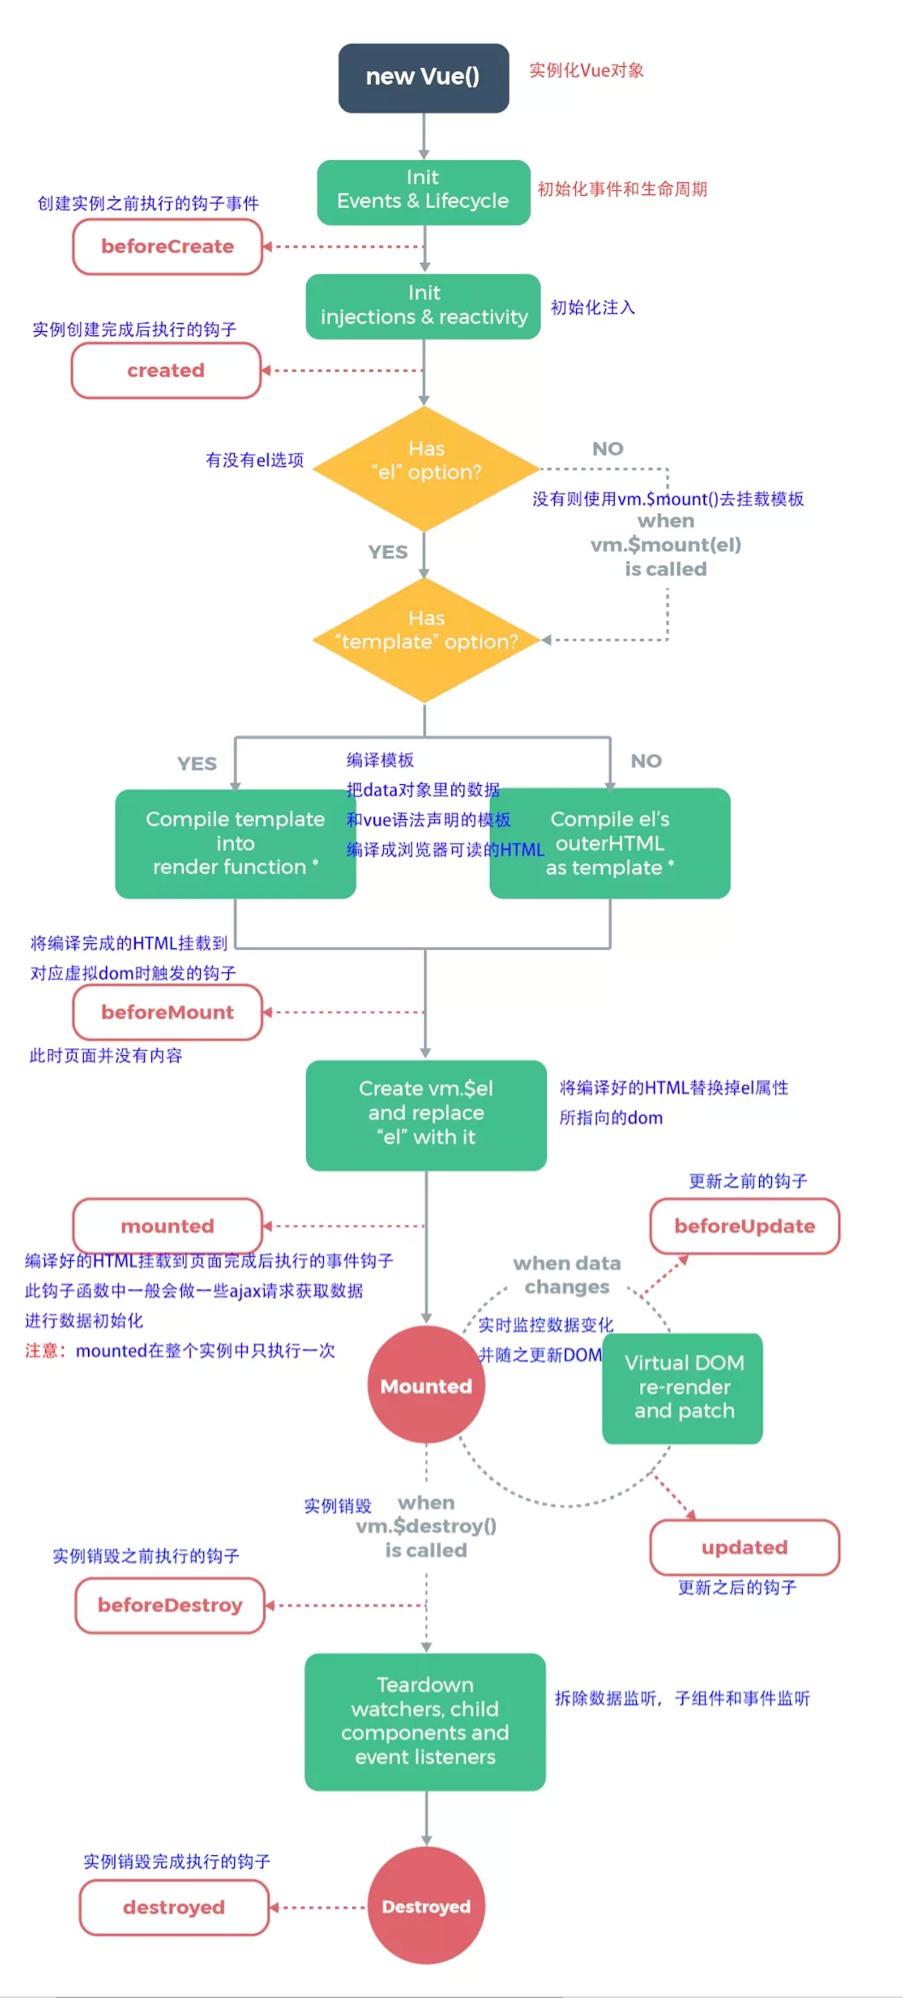 new Vue()
实例化Vue对象
Init
Events & Lifecycle
初始化事件和生命周期
创建实例之前执行的钩子事件
beforeCreate
Init
injections & reactivity
初始化注入
实例创建完成后执行的钩子
created
Has
“el” option?
有没有el选项
NO
没有则使用vm.$mount()去挂载模板
when
vm.$mount(el)
is called
YES
Has
“template” option?
YES
NO
编译模板
把data对象里的数据
和vue语法声明的模板
编译成浏览器可读的HTML
Compile template
into
render function *
Compile el’s
outerHTML
as template *
将编译完成的HTML挂载到
对应虚拟dom时触发的钩子
beforeMount
此时页面并没有内容
Create vm.$el
and replace
“el” with it
将编译好的HTML替换掉el属性
所指向的dom
更新之前的钩子
beforeUpdate
mounted
编译好的HTML挂载到页面完成后执行的事件钩子
此钩子函数中一般会做一些ajax请求获取数据
进行数据初始化
注意：mounted在整个实例中只执行一次
when data
changes
实时监控数据变化
并随之更新DOM
Mounted
Virtual DOM
re-render
and patch
实例销毁
when
vm.$destroy()
is called
updated
更新之后的钩子
实例销毁之前执行的钩子
beforeDestroy
Teardown
watchers, child
components and
event listeners
拆除数据监听，子组件和事件监听
实例销毁完成执行的钩子
destroyed
Destroyed